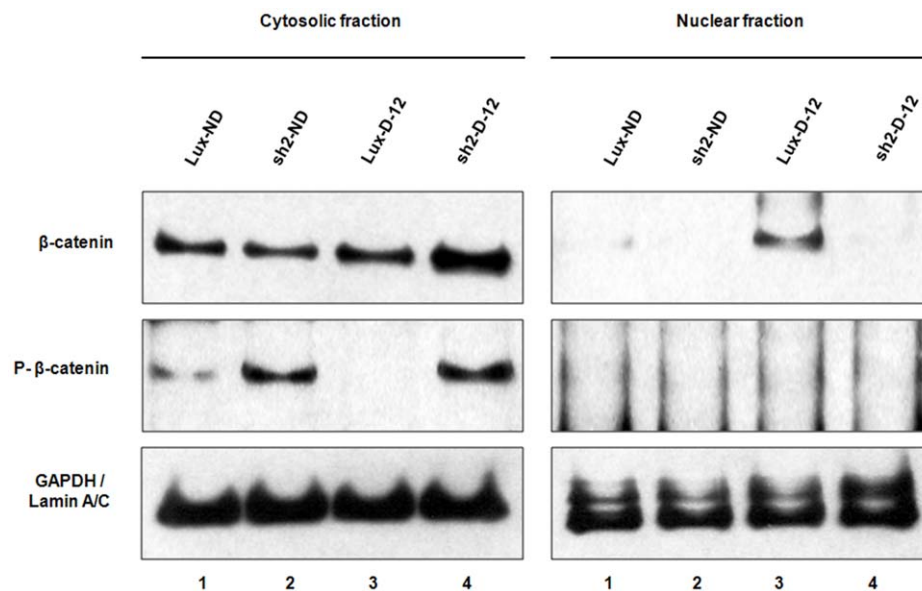 Cytosolic fraction
Nuclear fraction
Lux-ND
sh2-ND
Lux-D-12
sh2-D-12
Lux-ND
sh2-ND
Lux-D-12
sh2-D-12
β-catenin
P- β-catenin
GAPDH /
Lamin A/C
1 2 3 4
1 2 3 4